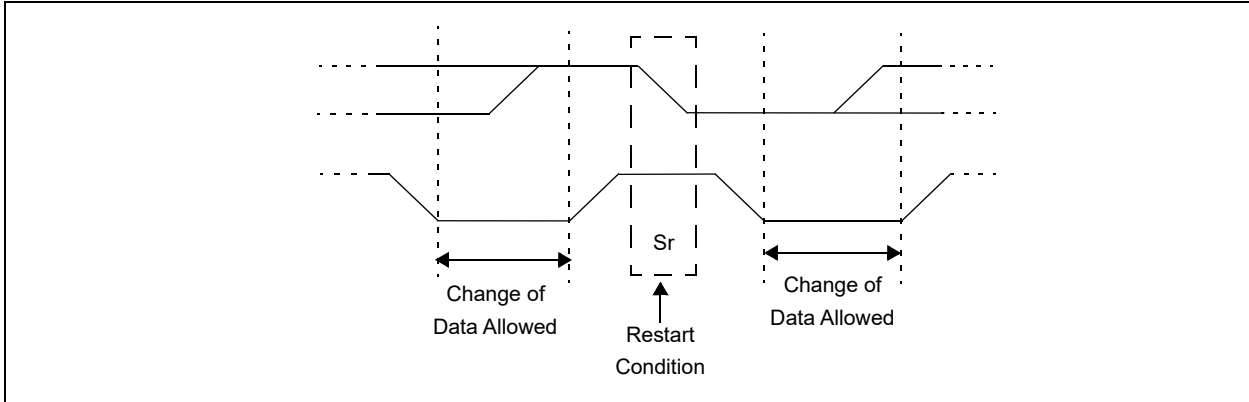 Sr
Change of
Data Allowed
Restart
Condition
Change of
Data Allowed